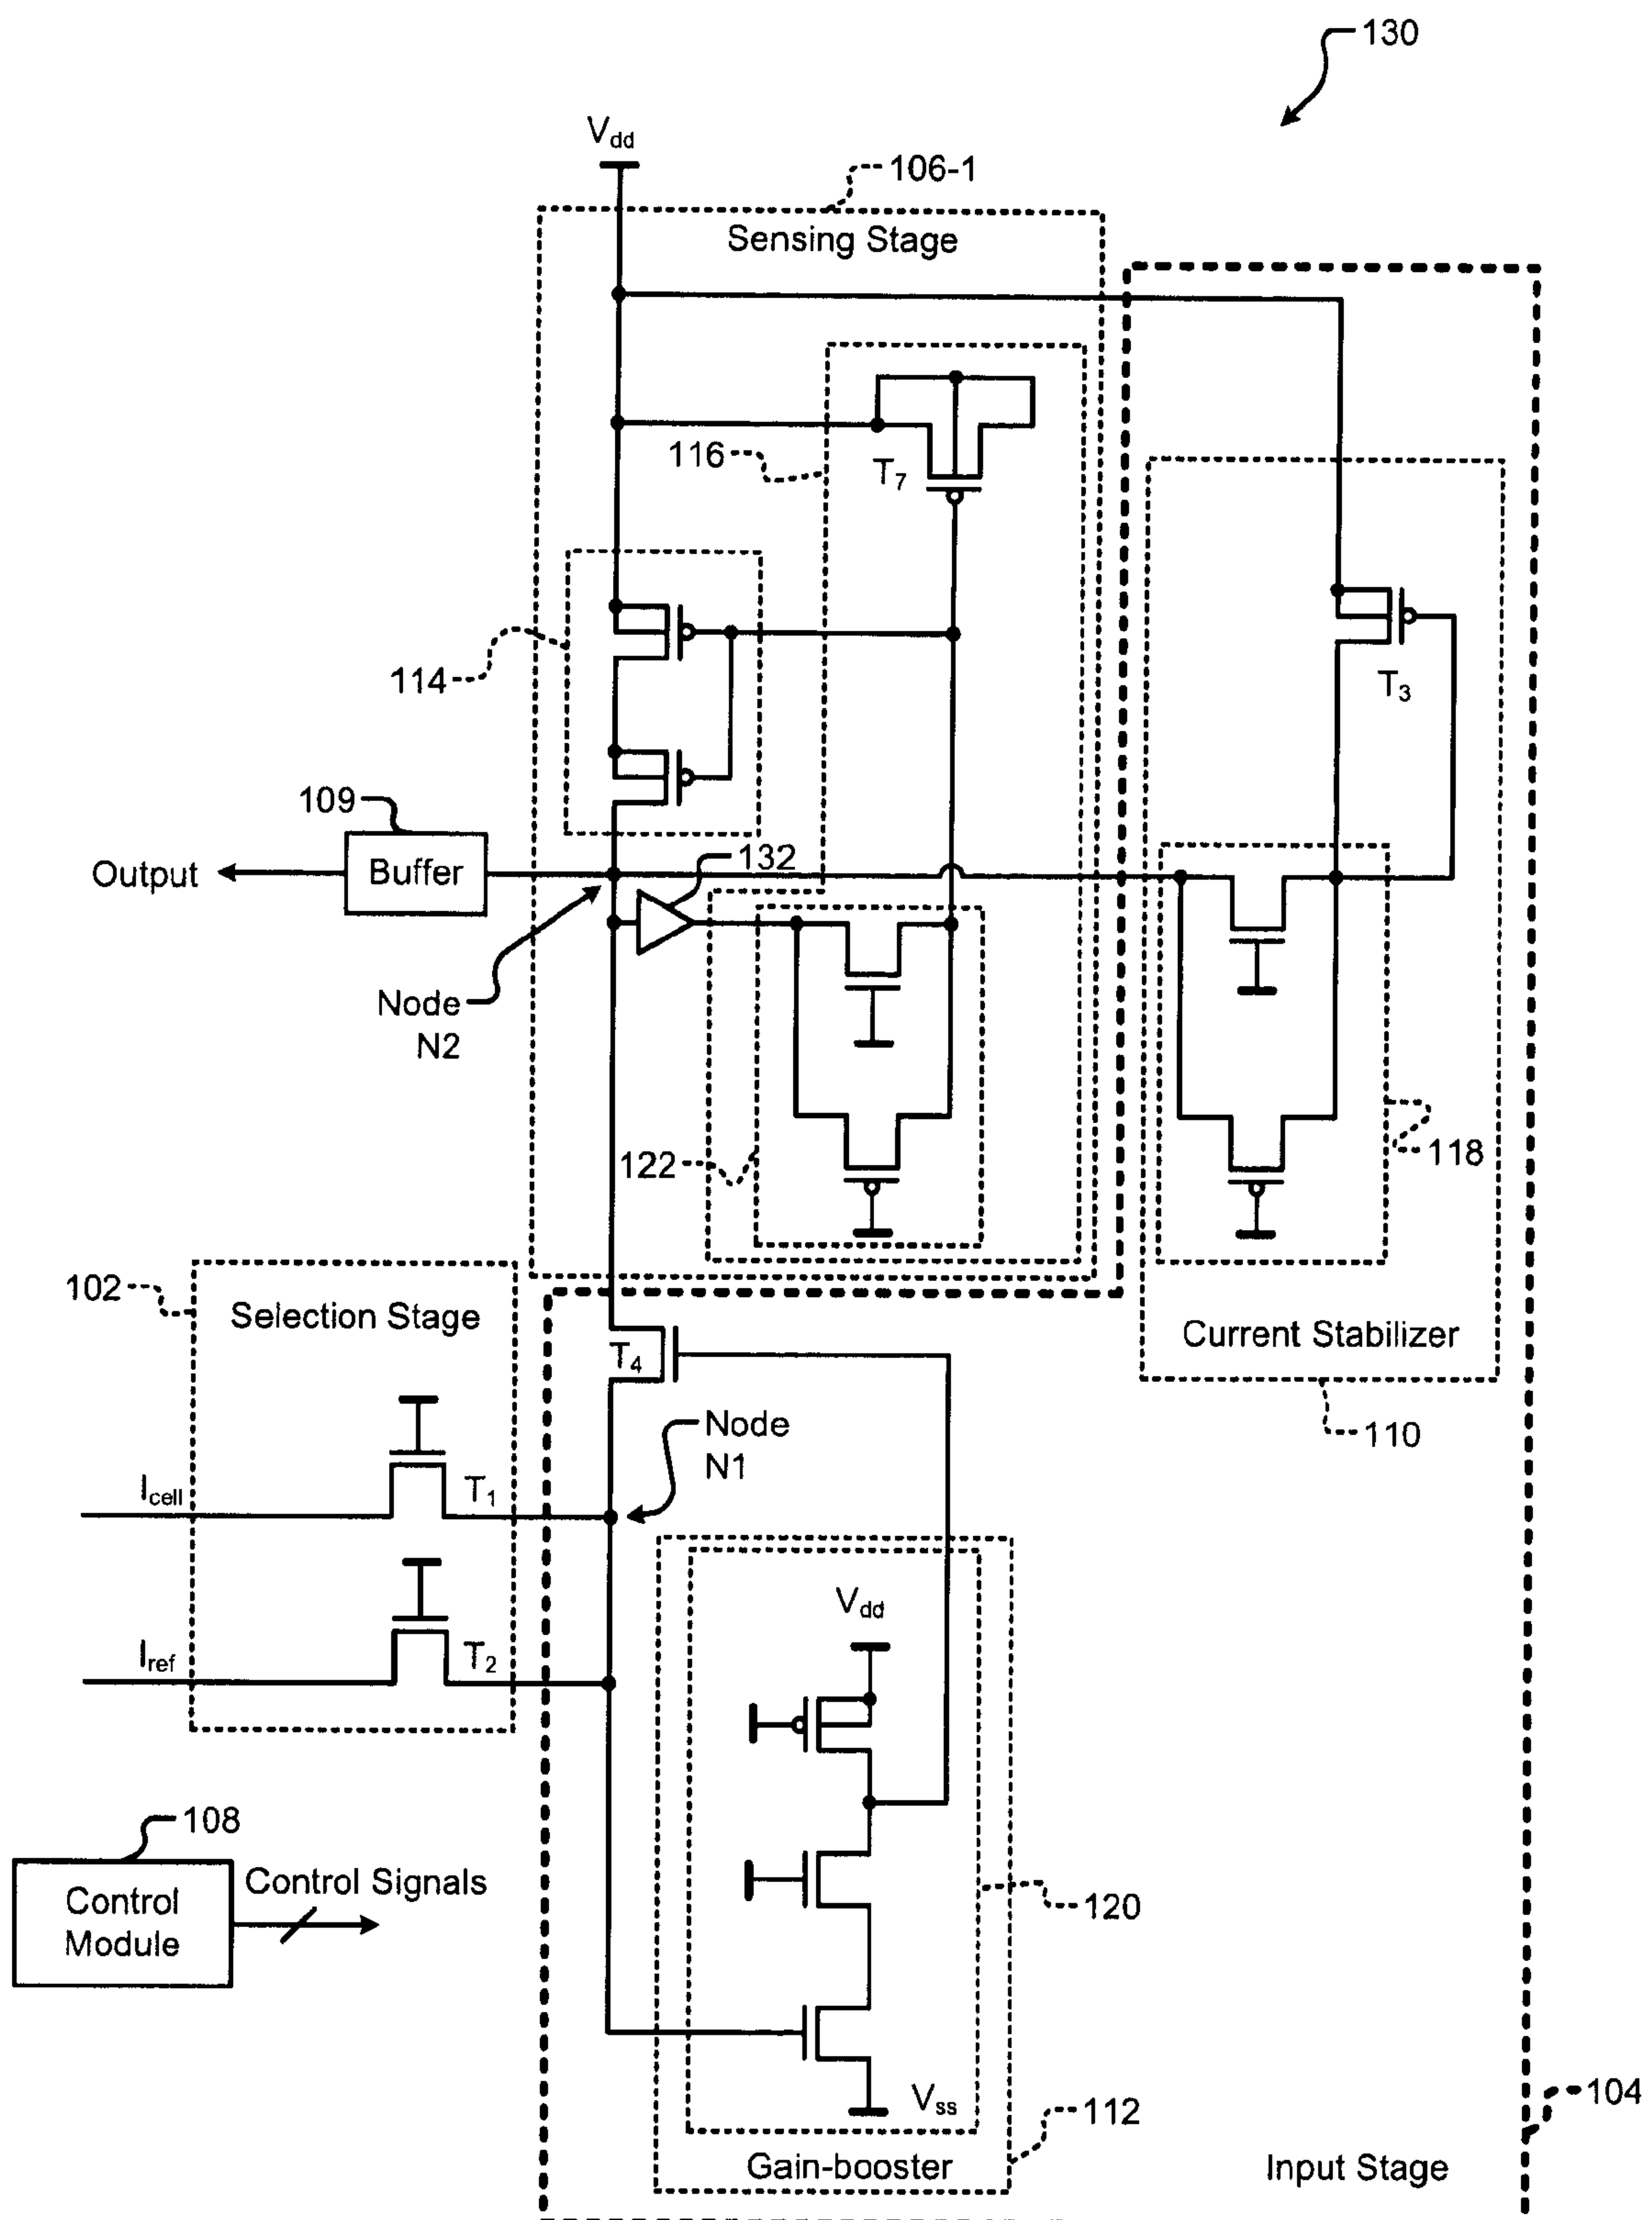 130
Vdd
106-1
Sensing Stage
116
T7
114
T3
109
Buffer
Output
132
Node
N2
122
118
102
Selection Stage
T4
Current Stabilizer
110
Node
N1
Icell
T1
Iref
T2
Vdd
108
Control
Module
Control Signals
120
Vss
112
104
Gain-booster
Input Stage